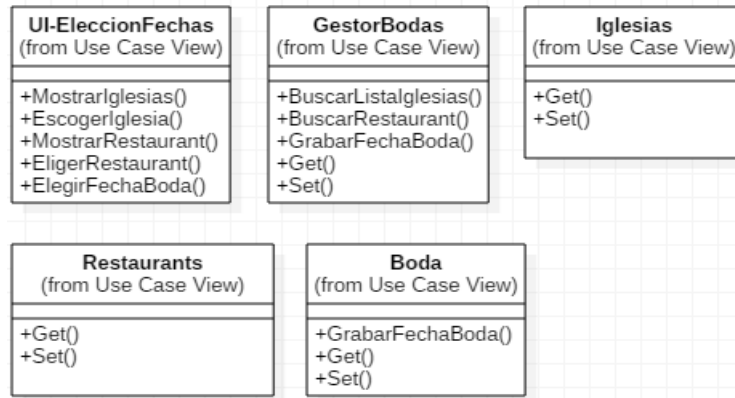 UI-EleccionFechas
(from Use Case View)
+MostrarIglesias()
+EscogerIglesia()
+MostrarRestaurant()
+EligerRestaurant()
+ElegirFechaBoda()
GestorBodas
(from Use Case View)
+BuscarListaIglesias()
+BuscarRestaurant()
+GrabarFechaBoda()
+Get()
+Set()
Iglesias
(from Use Case View)
+Get()
+Set()
Restaurants
(from Use Case View)
+Get()
+Set()
Boda
(from Use Case View)
+GrabarFechaBoda()
+Get()
+Set()